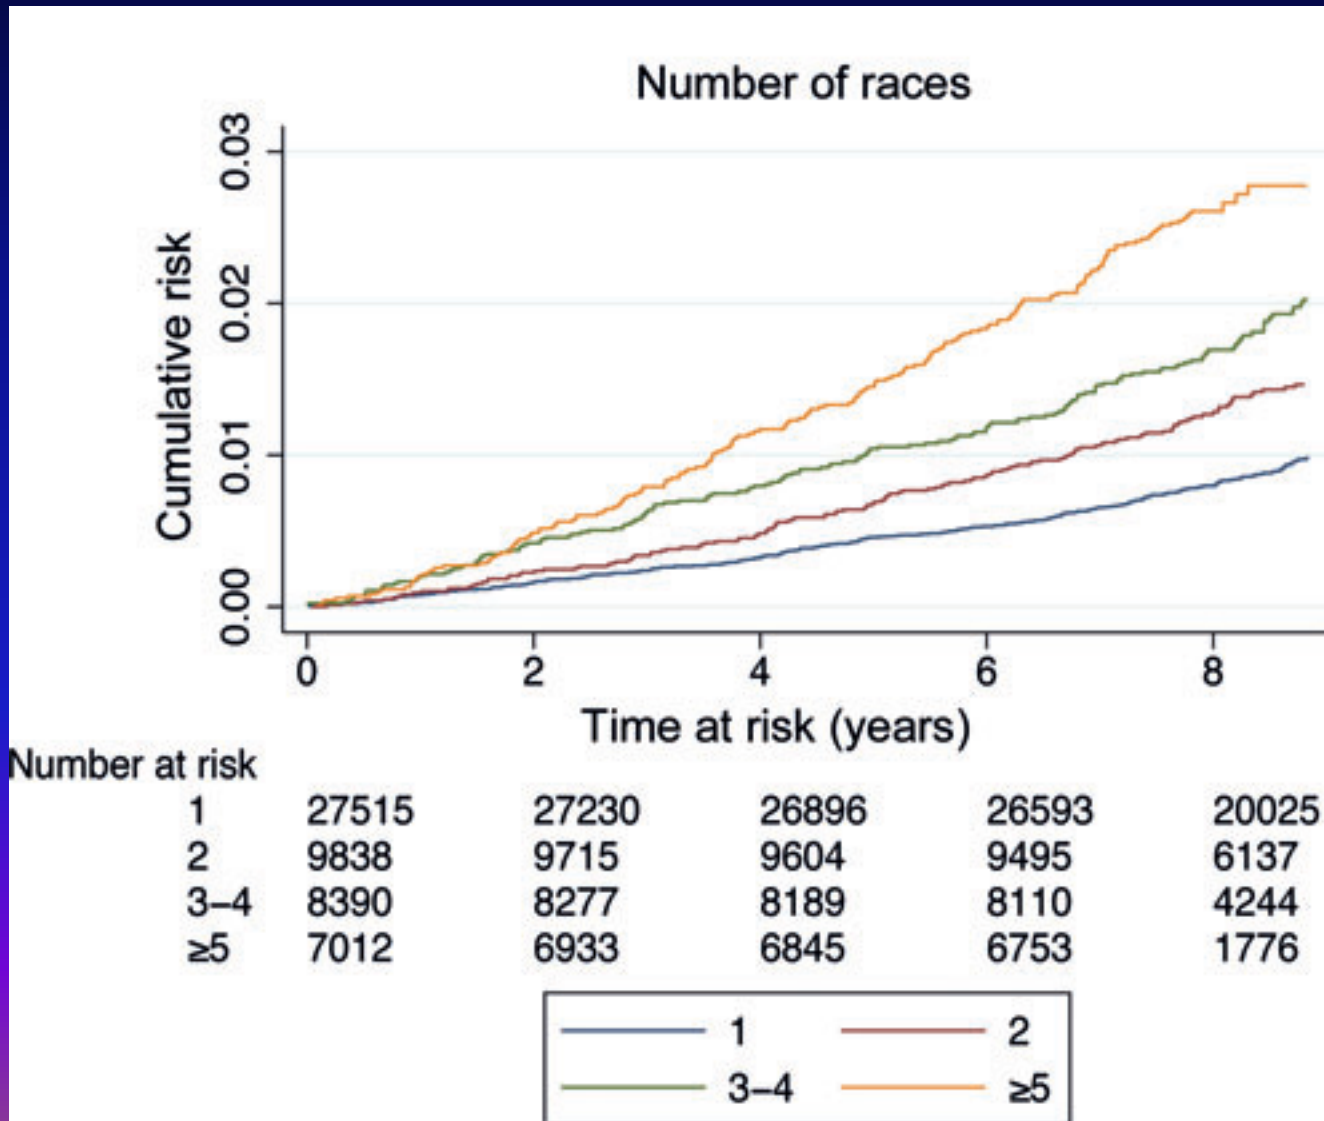 Number of races
Cumulative risk
0.03
0.02
0.01
0.00
0 2 4 6 8
Time at risk (years)
Number at risk
1 27515 27230 26896 26593 20025
2 9838 9715 9604 9495 6137
3–4 8390 8277 8189 8110 4244
≥5 7012 6933 6845 6753 1776
1 2
3–4 ≥5